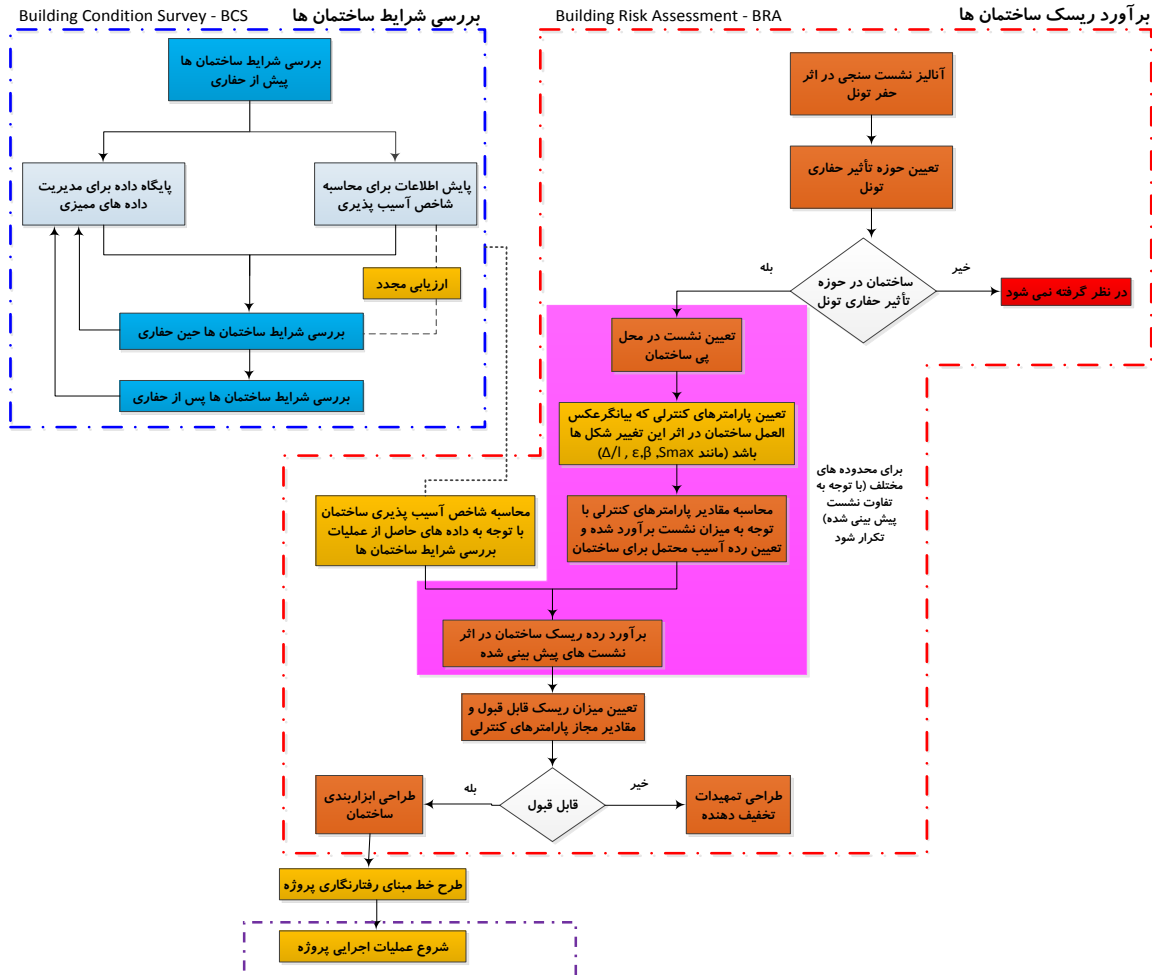 Building Condition Survey - BCS
بررسی شرایط ساختمان ها
Building Risk Assessment - BRA
برآورد ریسک ساختمان ها
بررسی شرایط ساختمان ها
پیش از حفاری
پایگاه داده برای مدیریت
داده های ممیزی
پایش اطلاعات برای محاسبه
شاخص آسیب پذیری
ارزیابی مجدد
بررسی شرایط ساختمان ها حین حفاری
بررسی شرایط ساختمان ها پس از حفاری
آنالیز نشست سنجی در اثر
حفر تونل
تعیین حوزه تأثیر حفاری
تونل
ساختمان در حوزه
تأثیر حفاری تونل
بله
خیر
در نظر گرفته نمی شود
تعیین نشست در محل
پی ساختمان
تعیین پارامترهای کنترلی که بیانگرعکس
العمل ساختمان در اثر این تغییر شکل ها
باشد (مانند Δ/l , ε,β ,Smax)
محاسبه مقادیر پارامترهای کنترلی با
توجه به میزان نشست برآورد شده و
تعیین رده آسیب محتمل برای ساختمان
برای محدوده های
مختلف (با توجه به
تفاوت نشست
پیش بینی شده)
تکرار شود
محاسبه شاخص آسیب پذیری ساختمان
با توجه به داده های حاصل از عملیات
بررسی شرایط ساختمان ها
برآورد رده ریسک ساختمان در اثر
نشست های پیش بینی شده
تعیین میزان ریسک قابل قبول و
مقادیر مجاز پارامترهای کنترلی
قابل قبول
بله
خیر
طراحی ابزاربندی
ساختمان
طراحی تمهیدات
تخفیف دهنده
طرح خط مبنای رفتارنگاری پروژه
شروع عملیات اجرایی پروژه